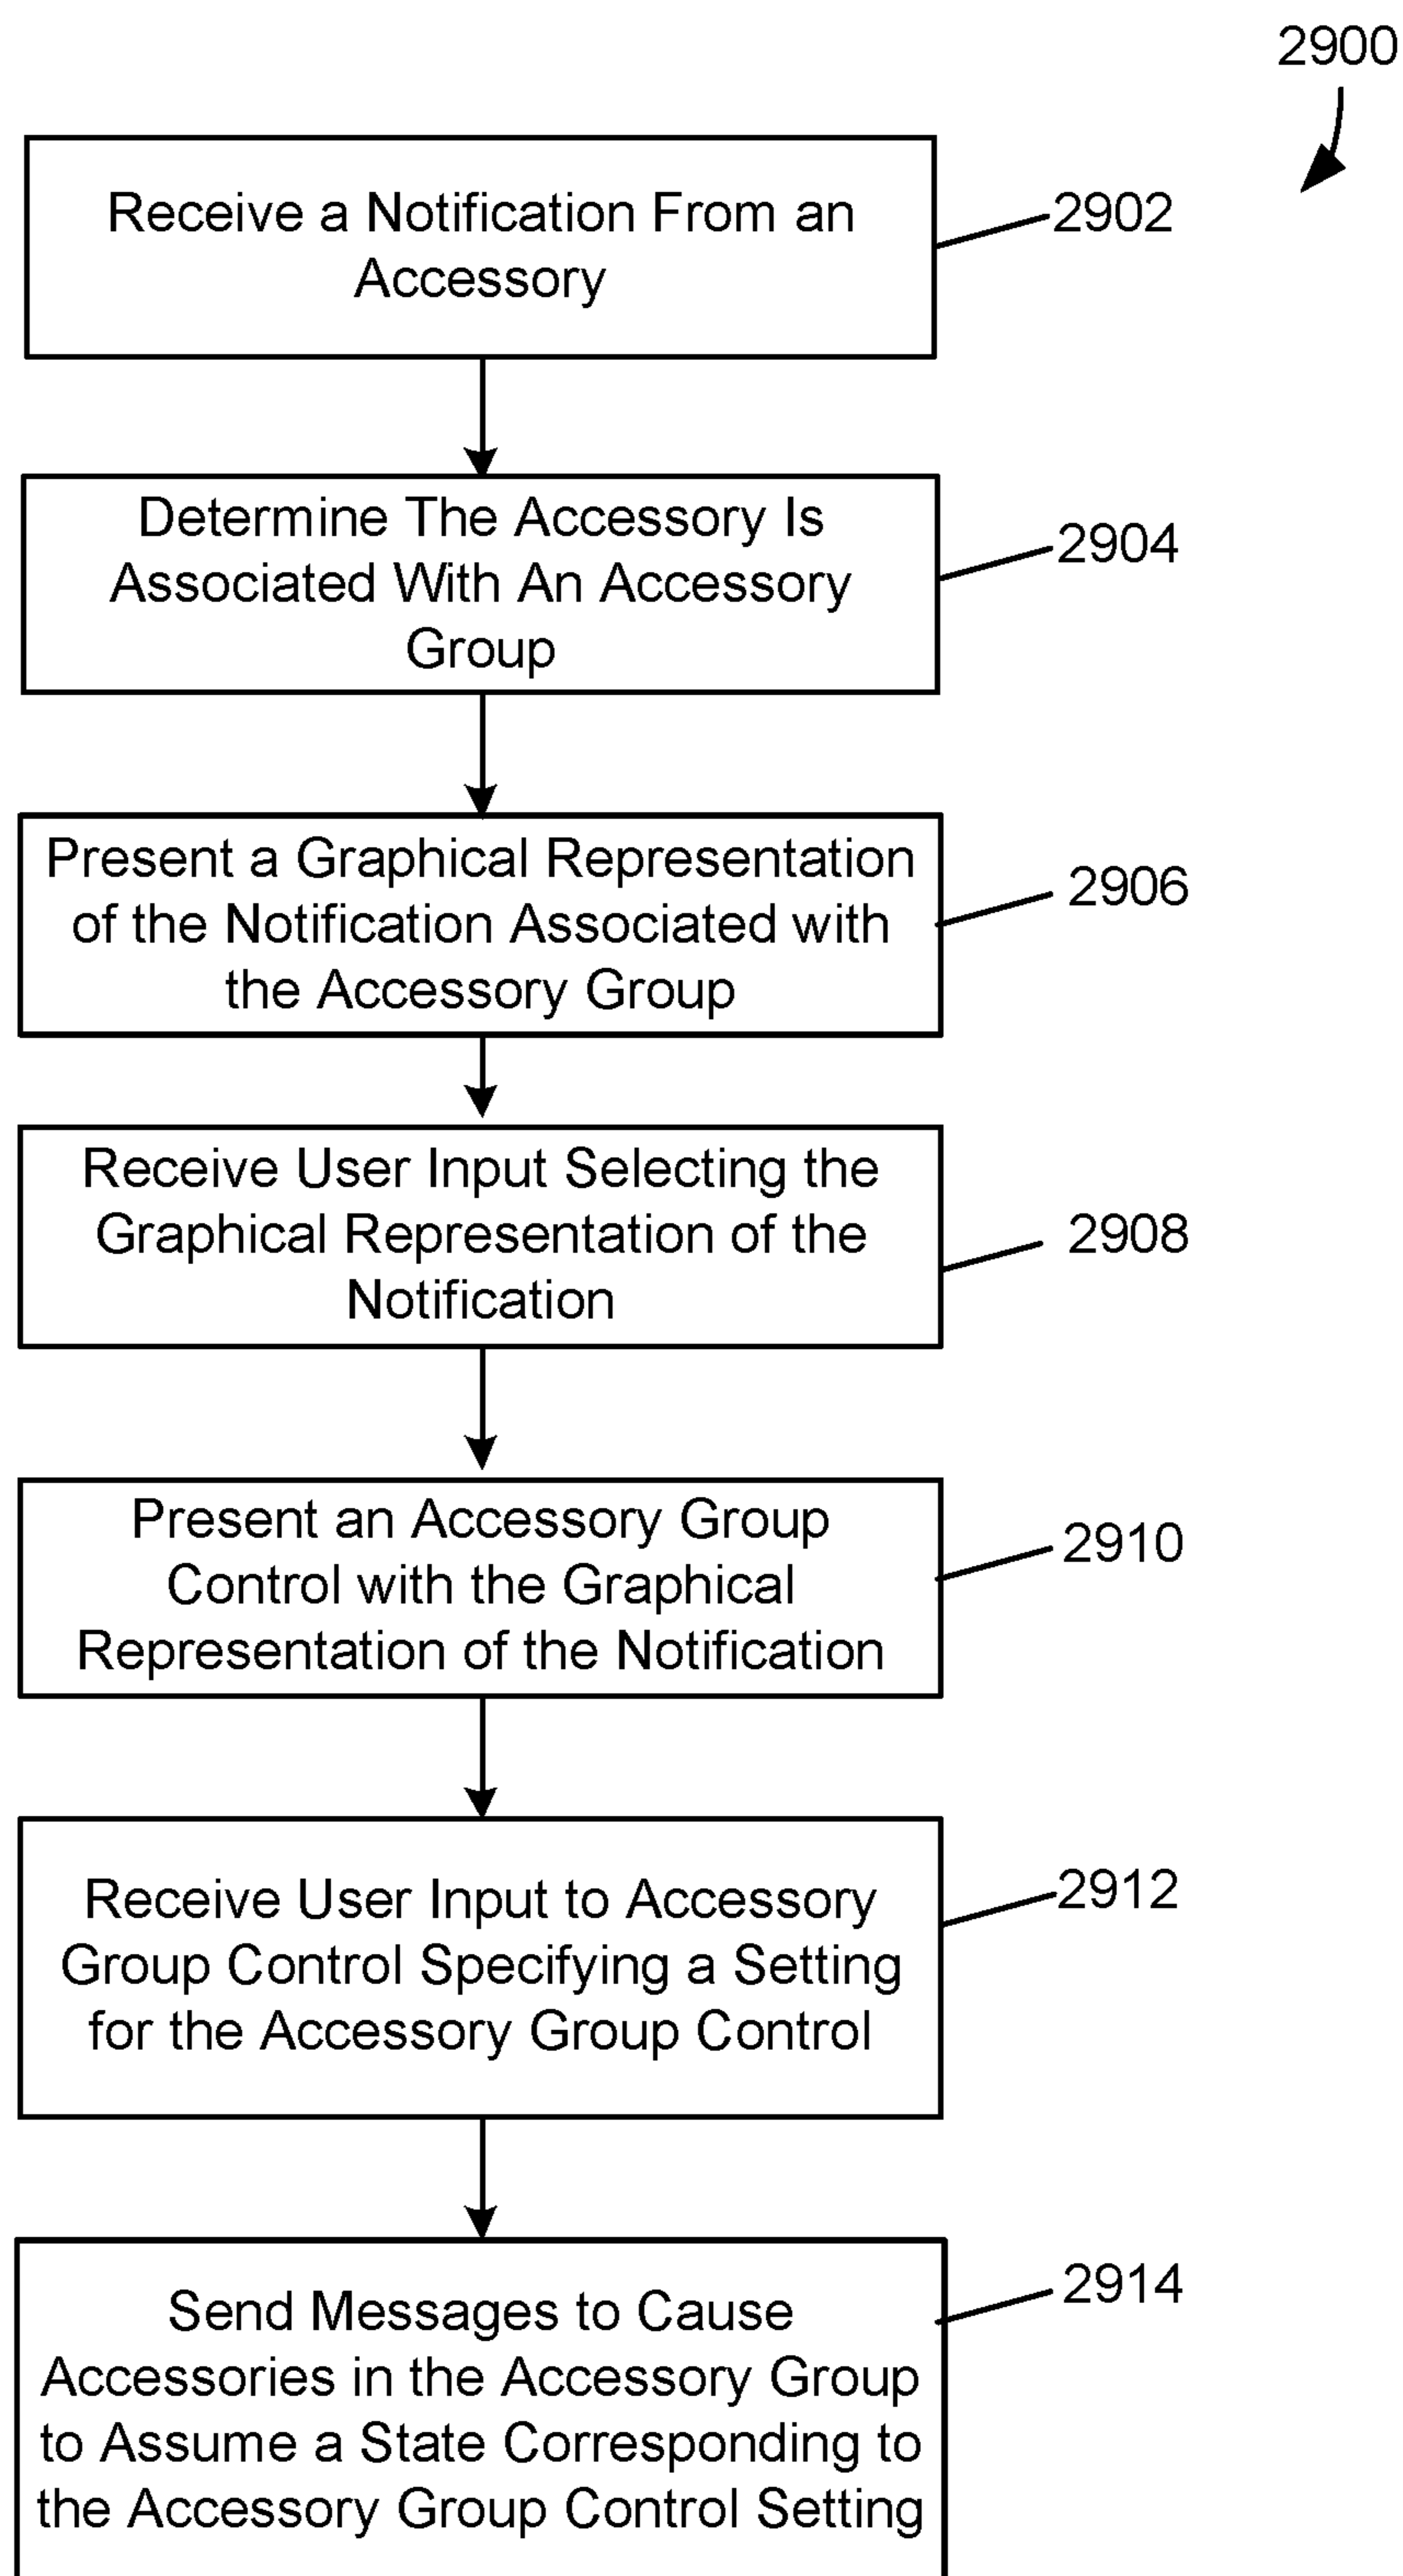 2900
Receive a Notification From an
Accessory
2902
Determine The Accessory Is
Associated With An Accessory
Group
2904
Present a Graphical Representation
of the Notification Associated with
the Accessory Group
2906
Receive User Input Selecting the
Graphical Representation of the
Notification
2908
Present an Accessory Group
Control with the Graphical
Representation of the Notification
2910
Receive User Input to Accessory
Group Control Specifying a Setting
for the Accessory Group Control
2912
Send Messages to Cause
Accessories in the Accessory Group
to Assume a State Corresponding to
the Accessory Group Control Setting
2914